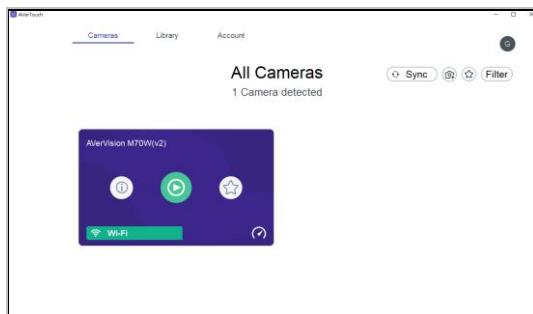 AVerTouch
Cameras Library Account
G
All Cameras
Sync Filter
1 Camera detected
AVerVision M70W(v2)
Wi-Fi